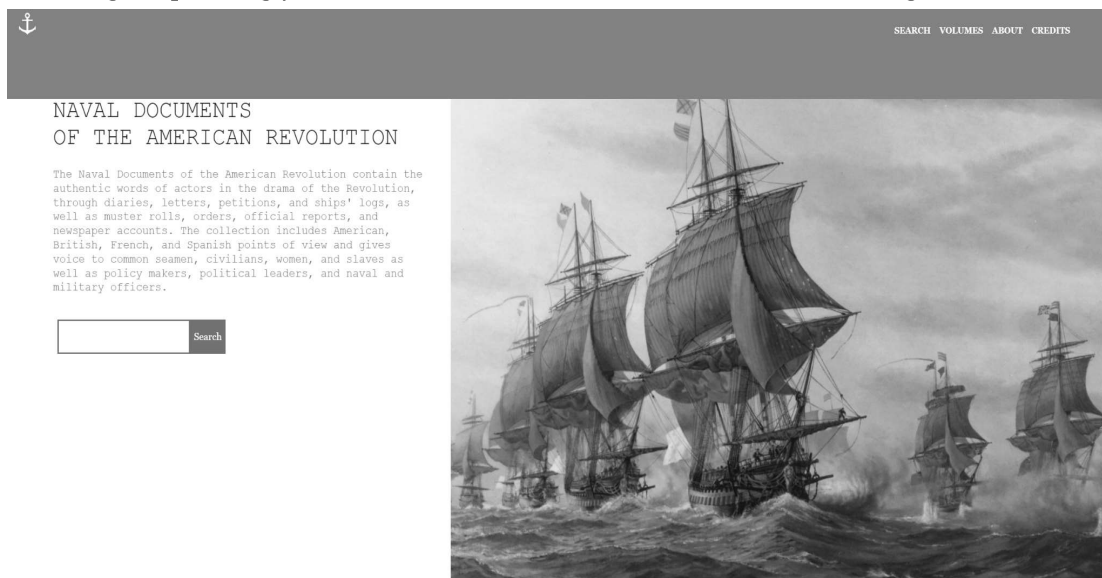 SEARCH VOLUMES ABOUT CREDITS
NAVAL DOCUMENTS
OF THE AMERICAN REVOLUTION
The Naval Documents of the American Revolution contain the
authentic words of actors in the drama of the Revolution,
through diaries, letters, petitions, and ships' logs, as
well as muster rolls, orders, official reports, and
newspaper accounts. The collection includes American,
British, French, and Spanish points of view and gives
voice to common seamen, civilians, women, and slaves as
well as policy makers, political leaders, and naval and
military officers.
Search